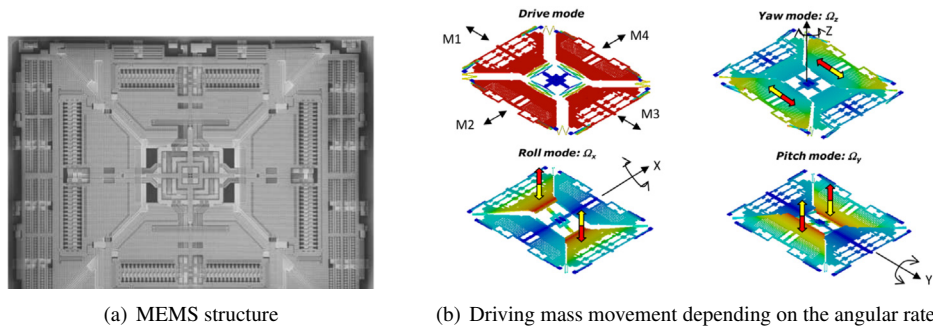 Drive mode
M1
M4
M2
M3
Yaw mode: Ωz
Z
Roll mode: Ωx
X
Pitch mode: Ωy
Y
(a) MEMS structure
(b) Driving mass movement depending on the angular rate